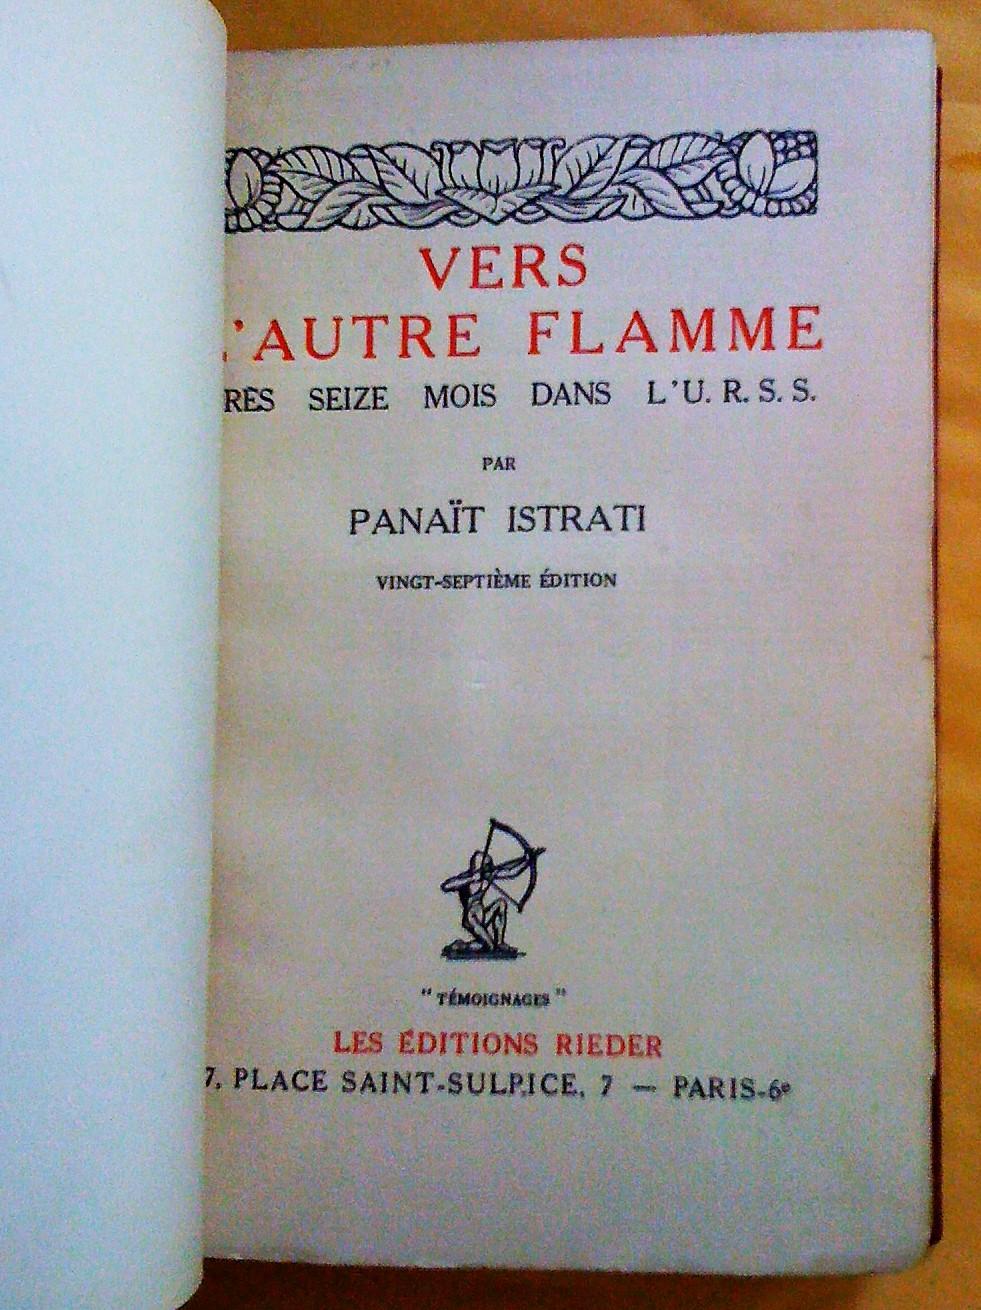 VERS
'AUTRE FLAMME
RÈS SEIZE MOIS DANS L'U.R.S.S.
PAR
PANAÏT ISTRATI
VINGT-SEPTIÈME ÉDITION
"TÉMOIGNAGES"
LES ÉDITIONS RIEDER
7, PLACE SAINT-SULPICE, 7 — PARIS-6e